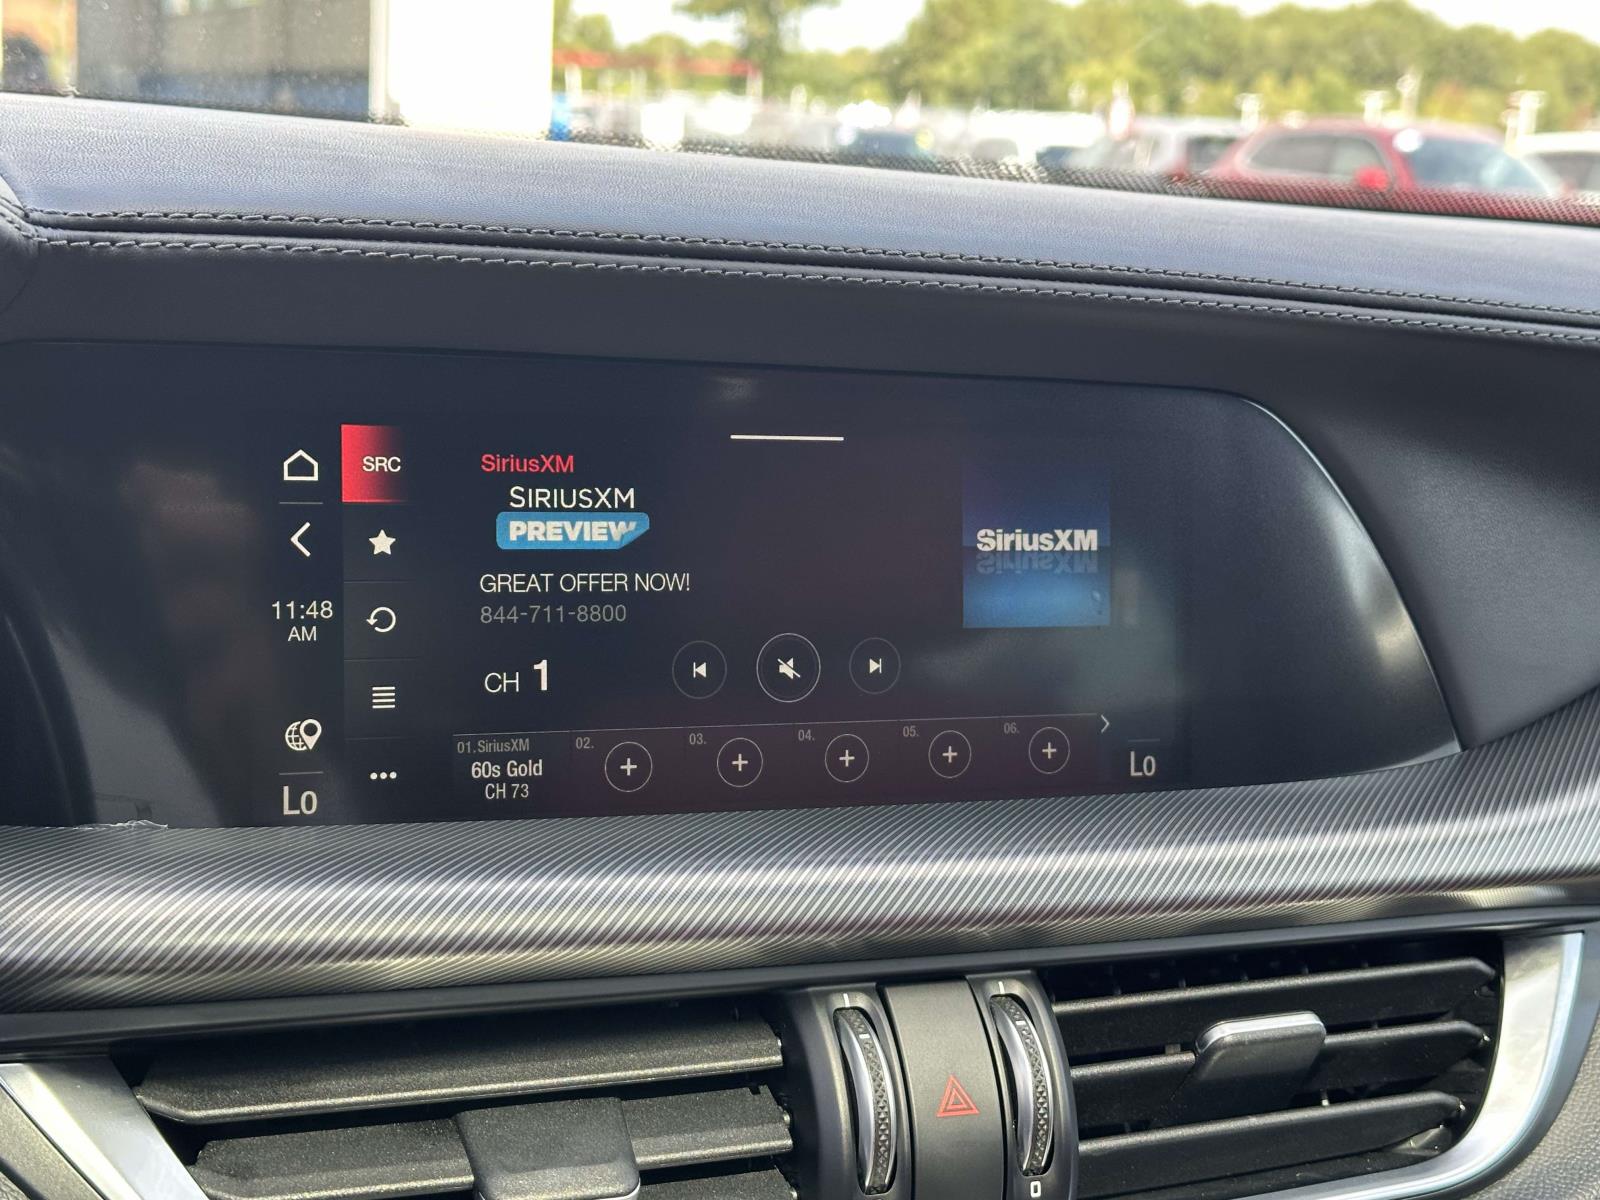 SRC
SiriusXM
SIRIUSXM
PREVIEW
GREAT OFFER NOW!
844-711-8800
SiriusXM
11:48
AM
CH 1
01. SiriusXM
60s Gold
CH 73
02.
03.
04.
05.
06.
LO
LO
0